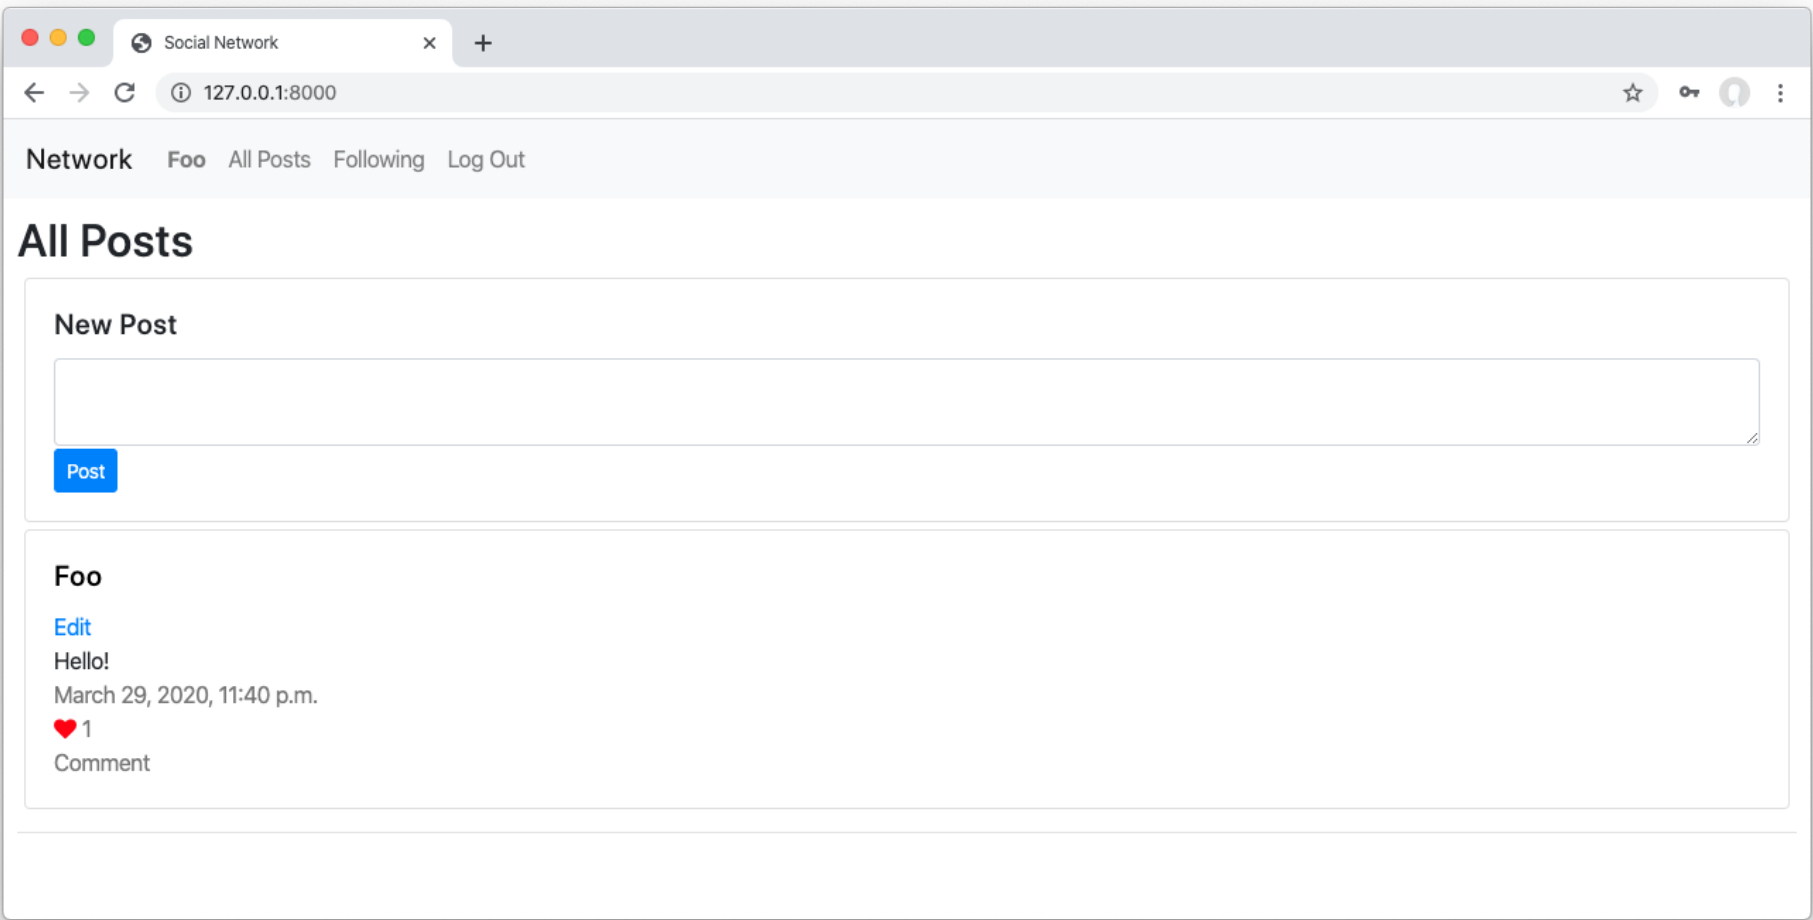 Social Network
127.0.0.1:8000
Network Foo All Posts Following Log Out
All Posts
New Post
Post
Foo
Edit
Hello!
March 29, 2020, 11:40 p.m.
1
Comment